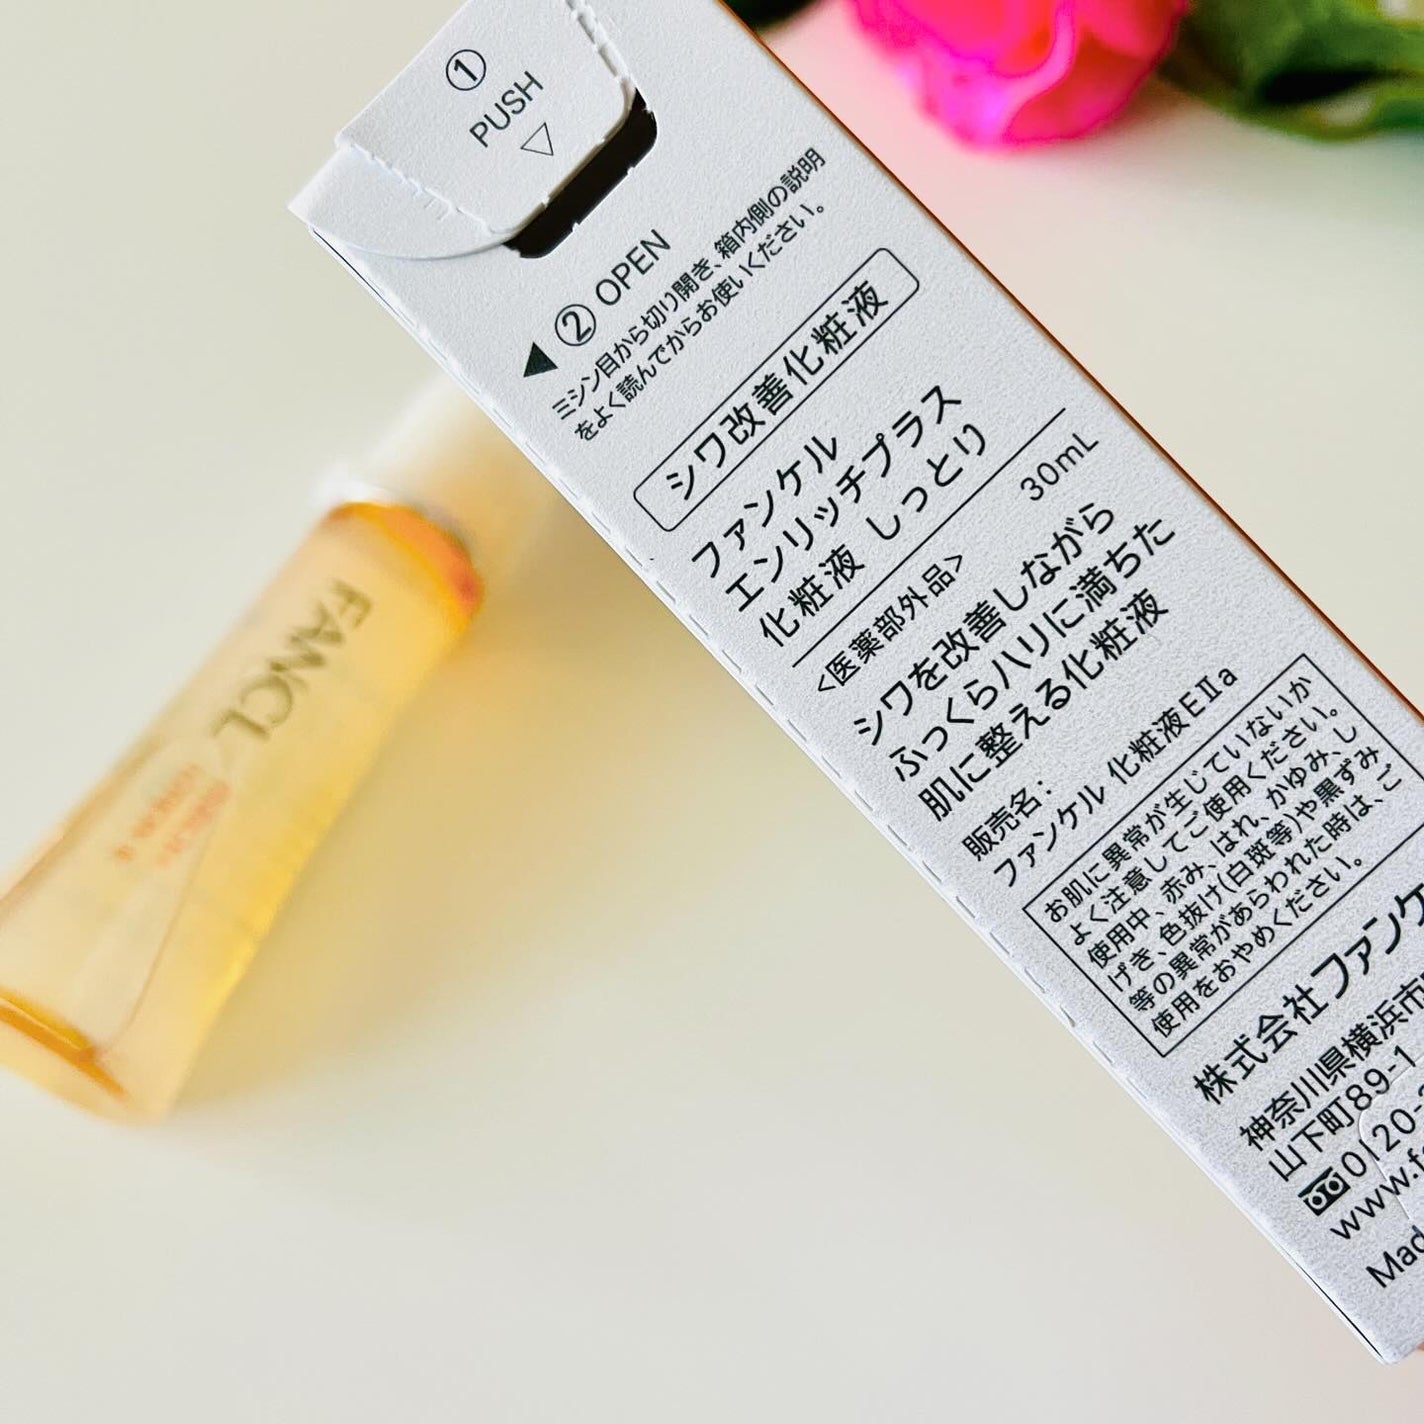 ① PUSH
▽
◀ ② OPEN
ミシン目から切り開き、箱内側の説明
をよく読んでからお使いください。
シワ改善化粧液
ファンケル
エンリッチプラス
化粧液 しっとり
30mL
<医薬部外品>
シワを改善しながら
ふっくらハリに満ちた
肌に整える化粧液
販売名：
ファンケル 化粧液EⅡa
お肌に異常が生じていないか
よく注意してご使用ください。
使用中、赤み、はれ、かゆみ、し
げき、色抜け(白斑等)や黒ずみ
等の異常があらわれた時は、ご
使用をおやめください。
株式会社ファンケ
神奈川県横浜市
山下町89-1
0120-
www.f
Mad
FANCL